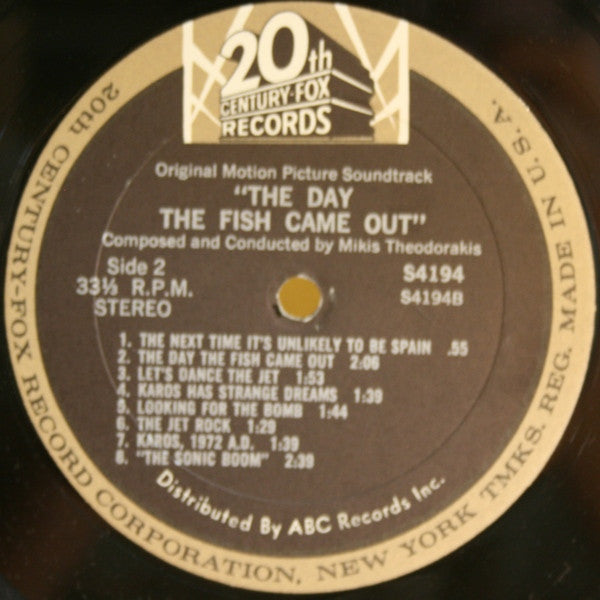 20th
CENTURY-FOX
RECORDS
Original Motion Picture Soundtrack
"THE DAY
THE FISH CAME OUT"
Composed and Conducted by Mikis Theodorakis
Side 2
33⅓ R.P.M.
STEREO
S4194
S4194B
1. THE NEXT TIME IT'S UNLIKELY TO BE SPAIN .55
2. THE DAY THE FISH CAME OUT 2:06
3. LET'S DANCE THE JET 1:53
4. KAROS HAS STRANGE DREAMS 1:39
5. LOOKING FOR THE BOMB 1:44
6. THE JET ROCK 1:29
7. KAROS, 1972 A.D. 1:39
8. "THE SONIC BOOM" 2:39
Distributed By ABC Records Inc.
20th CENTURY-FOX RECORD CORPORATION, NEW YORK TMKS. REG. MADE IN U.S.A.